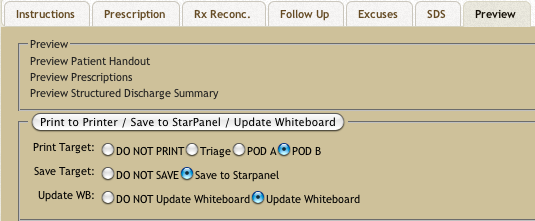 Instructions Prescription Rx Reconc. Follow Up Excuses SDS Preview
Preview
Preview Patient Handout
Preview Prescriptions
Preview Structured Discharge Summary
Print to Printer / Save to StarPanel / Update Whiteboard
Print Target: DO NOT PRINT Triage POD A POD B
Save Target: DO NOT SAVE Save to Starpanel
Update WB: DO NOT Update Whiteboard Update Whiteboard